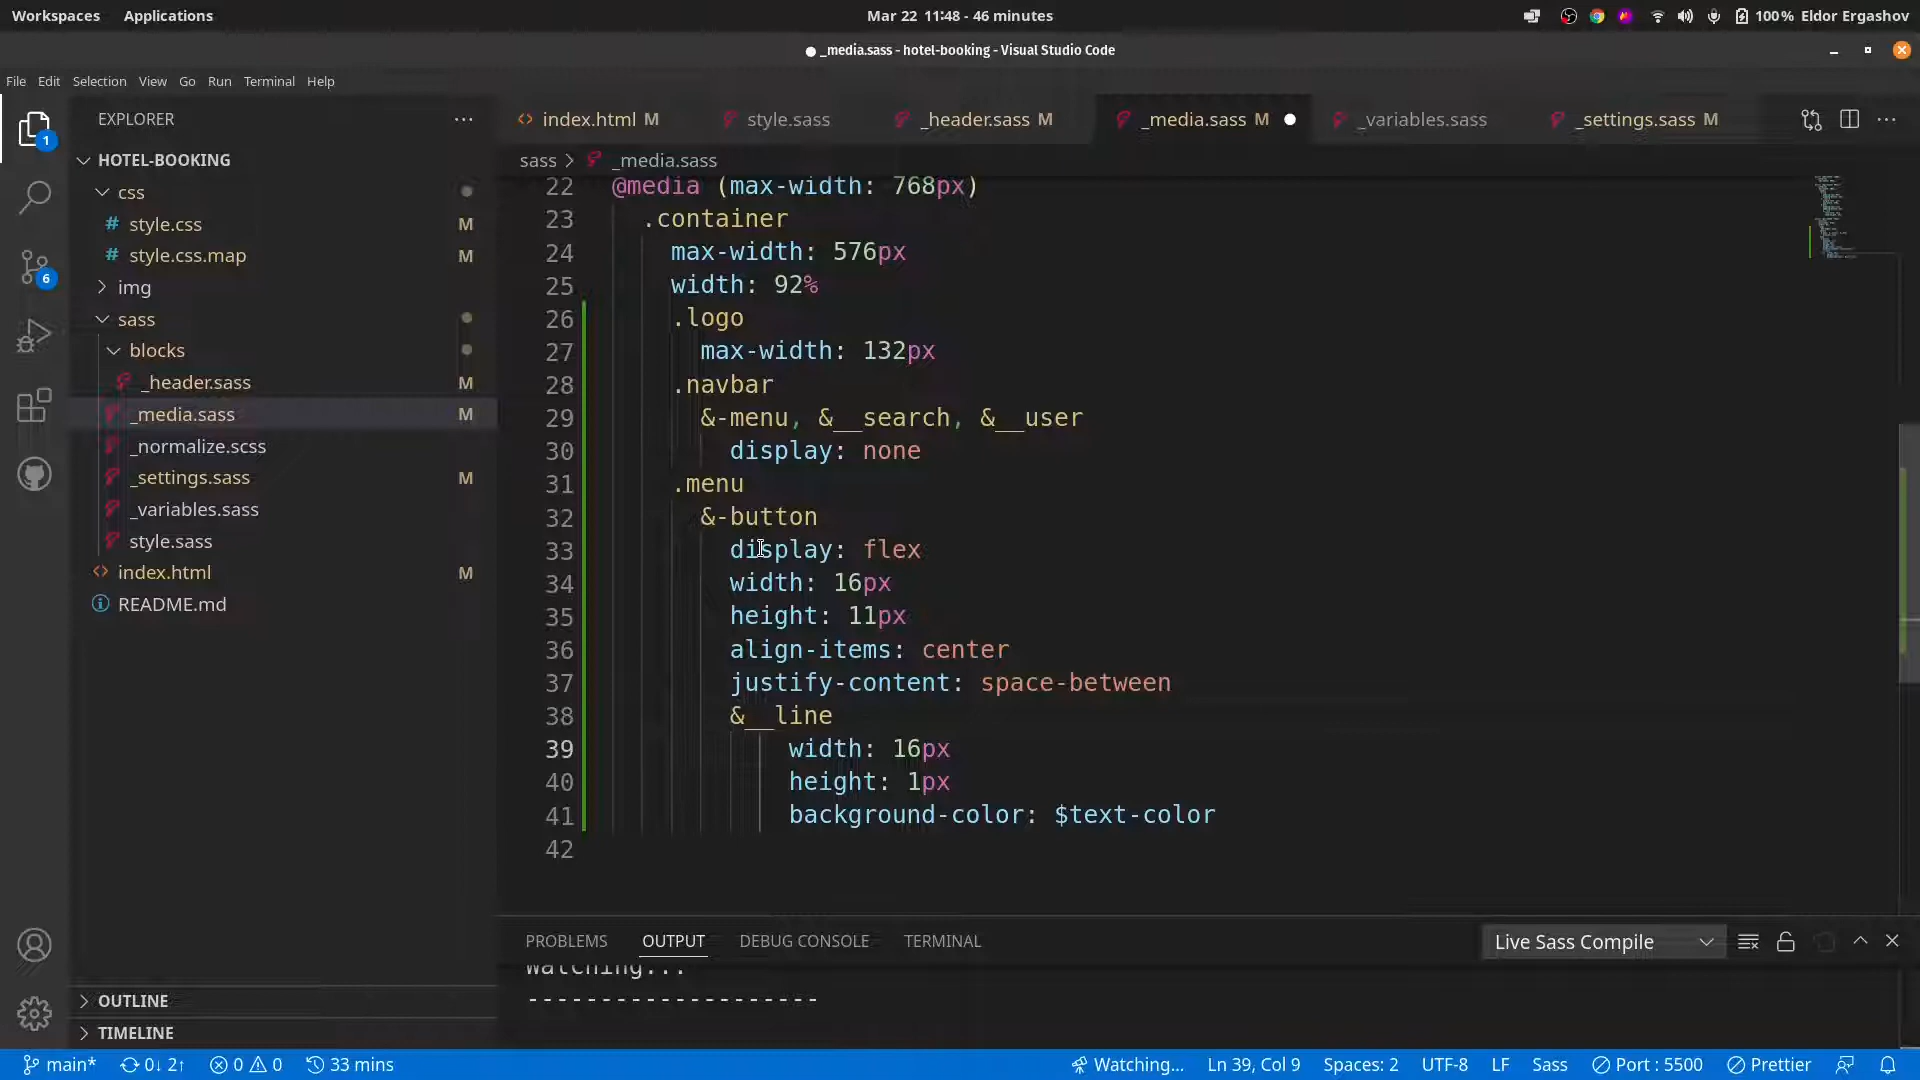 Workspaces Applications Mar 22 11:48 - 46 minutes 100% Eldor Ergashov
● _media.sass - hotel-booking - Visual Studio Code
File Edit Selection View Go Run Terminal Help
EXPLORER ···
index.html M style.sass _header.sass M _media.sass M ● _variables.sass _settings.sass M ···
1
HOTEL-BOOKING
sass > _media.sass
css
# style.css M
# style.css.map M
6
img
sass
blocks
_header.sass M
_media.sass M
_normalize.scss
_settings.sass M
_variables.sass
style.sass
<> index.html M
README.md
OUTLINE
TIMELINE
22 @media (max-width: 768px)
23 .container
24 max-width: 576px
25 width: 92%
26 .logo
27 max-width: 132px
28 .navbar
29 &-menu, &__search, &__user
30 display: none
31 .menu
32 &-button
33 display: flex
34 width: 16px
35 height: 11px
36 align-items: center
37 justify-content: space-between
38 &__line
39 width: 16px
40 height: 1px
41 background-color: $text-color
42
PROBLEMS OUTPUT DEBUG CONSOLE TERMINAL Live Sass Compile
Watching...
--------------------
main* 0↓ 2↑ 0 0 33 mins Watching... Ln 39, Col 9 Spaces: 2 UTF-8 LF Sass Port : 5500 Prettier